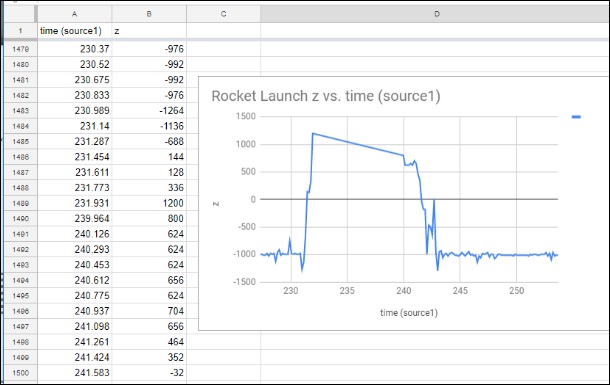 A B C D
1 time (source1) z
1479 230.37 -976
1480 230.52 -992
1481 230.675 -992
1482 230.833 -976
1483 230.989 -1264
1484 231.14 -1136
1485 231.287 -688
1486 231.454 144
1487 231.611 128
1488 231.773 336
1489 231.931 1200
1490 239.964 800
1491 240.126 624
1492 240.293 624
1493 240.453 624
1494 240.612 656
1495 240.775 624
1496 240.937 704
1497 241.098 656
1498 241.261 464
1499 241.424 352
1500 241.583 -32
Rocket Launch z vs. time (source1)
1500
1000
500
0
-500
-1000
-1500
z
230 235 240 245 250
time (source1)